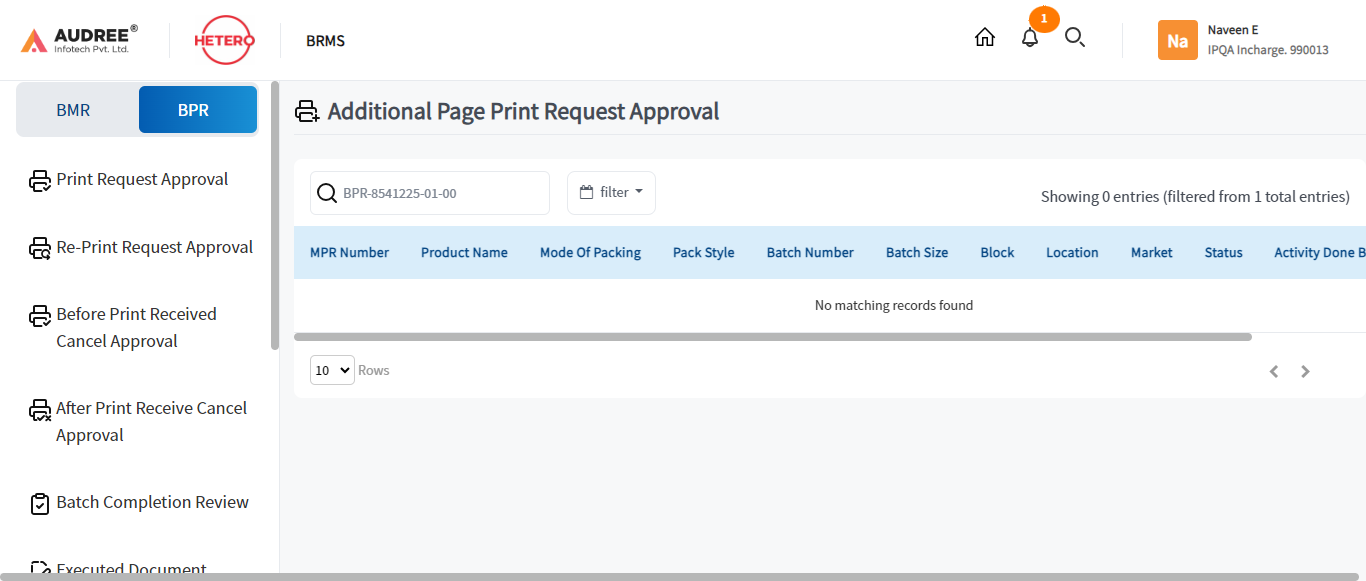 AUDREE®
Infotech Pvt. Ltd.
HETERO
BRMS
1
Na
Naveen E
IPQA Incharge. 990013
BMR
BPR
Print Request Approval
Re-Print Request Approval
Before Print Received
Cancel Approval
After Print Receive Cancel
Approval
Batch Completion Review
Executed Document
Additional Page Print Request Approval
BPR-8541225-01-00
filter
Showing 0 entries (filtered from 1 total entries)
MPR Number Product Name Mode Of Packing Pack Style Batch Number Batch Size Block Location Market Status Activity Done B
No matching records found
10 Rows